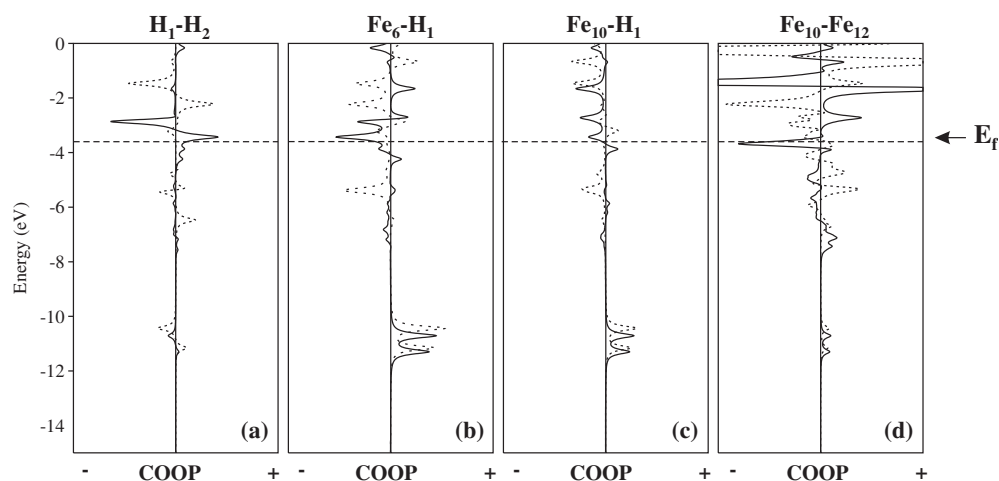 H1-H2 Fe6-H1 Fe10-H1 Fe10-Fe12
0
-2
-4
-6
-8
-10
-12
-14
Energy (eV)
Ef
(a) (b) (c) (d)
- COOP + - COOP + - COOP + - COOP +